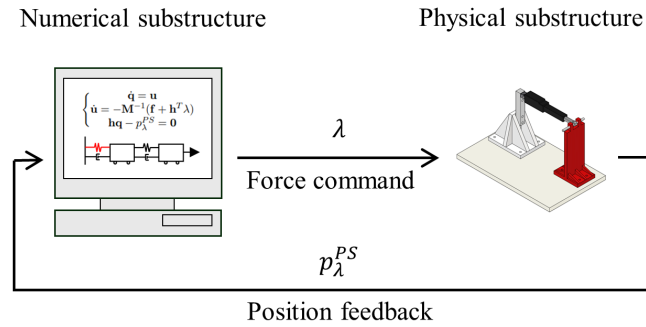 Numerical substructure
Physical substructure
q̇ = u
u̇ = −M⁻¹(f + hᵀλ)
hq − p_λ^{PS} = 0
λ
Force command
p_λ^{PS}
Position feedback